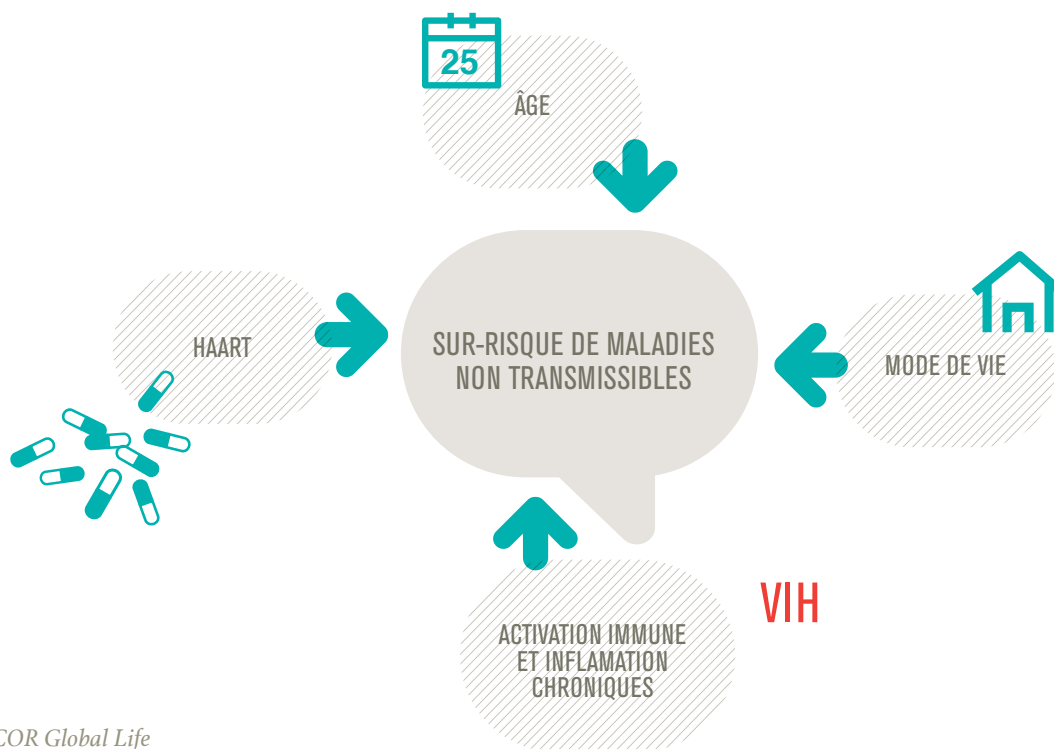 25
ÂGE
HAART
SUR-RISQUE DE MALADIES
NON TRANSMISSIBLES
MODE DE VIE
VIH
ACTIVATION IMMUNE
ET INFLAMATION
CHRONIQUES
COR Global Life